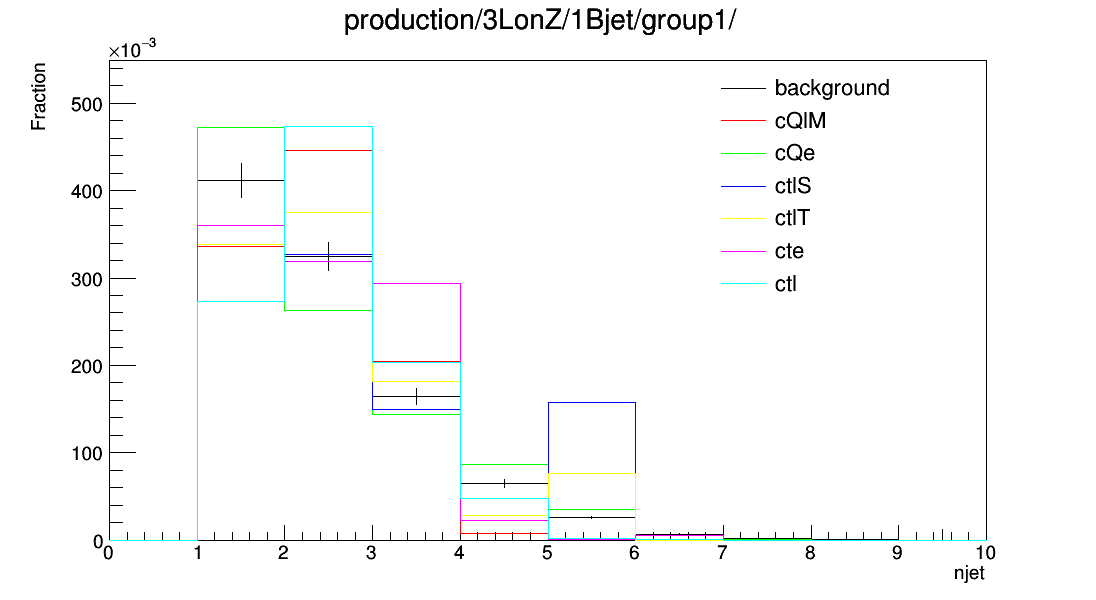 production/3LonZ/1Bjet/group1/
×10⁻³
Fraction
500
400
300
200
100
0
0 1 2 3 4 5 6 7 8 9 10
njet
background
cQlM
cQe
ctlS
ctlT
cte
ctl